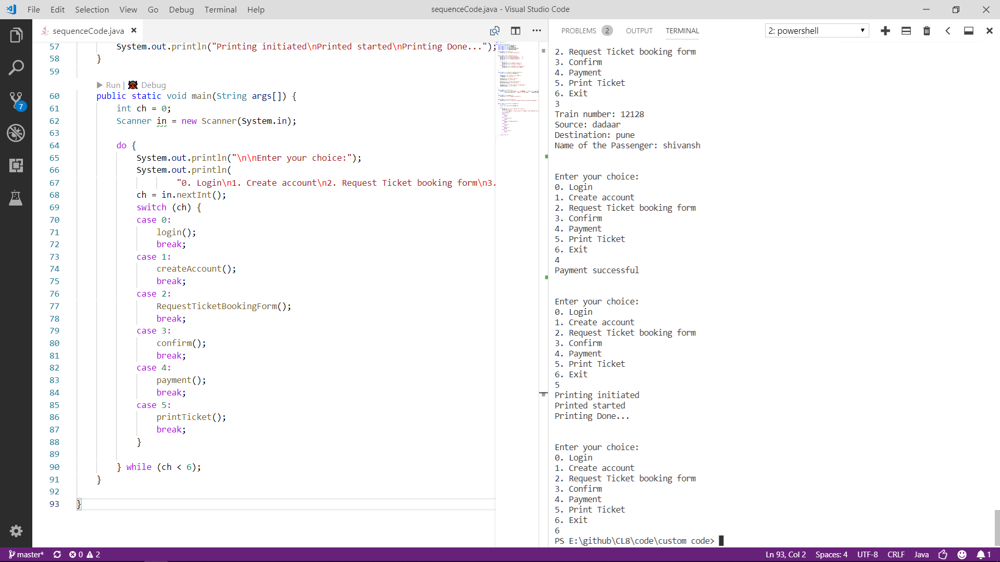 File Edit Selection View Go Debug Terminal Help
sequenceCode.java - Visual Studio Code
sequenceCode.java
57 System.out.println("Printing initiated\nPrinted started\nPrinting Done...");
58 }
59
Run | Debug
60 public static void main(String args[]) {
61 int ch = 0;
62 Scanner in = new Scanner(System.in);
63
64 do {
65 System.out.println("\n\nEnter your choice:");
66 System.out.println(
67 "0. Login\n1. Create account\n2. Request Ticket booking form\n3.
68 ch = in.nextInt();
69 switch (ch) {
70 case 0:
71 login();
72 break;
73 case 1:
74 createAccount();
75 break;
76 case 2:
77 RequestTicketBookingForm();
78 break;
79 case 3:
80 confirm();
81 break;
82 case 4:
83 payment();
84 break;
85 case 5:
86 printTicket();
87 break;
88 }
89
90 } while (ch < 6);
91 }
92
93 }
PROBLEMS 2 OUTPUT TERMINAL
2: powershell
2. Request Ticket booking form
3. Confirm
4. Payment
5. Print Ticket
6. Exit
3
Train number: 12128
Source: dadaar
Destination: pune
Name of the Passenger: shivansh
Enter your choice:
0. Login
1. Create account
2. Request Ticket booking form
3. Confirm
4. Payment
5. Print Ticket
6. Exit
4
Payment successful
Enter your choice:
0. Login
1. Create account
2. Request Ticket booking form
3. Confirm
4. Payment
5. Print Ticket
6. Exit
5
Printing initiated
Printed started
Printing Done...
Enter your choice:
0. Login
1. Create account
2. Request Ticket booking form
3. Confirm
4. Payment
5. Print Ticket
6. Exit
6
PS E:\github\CL8\code\custom code>
7
master* 0 2
Ln 93, Col 2 Spaces: 4 UTF-8 CRLF Java 1